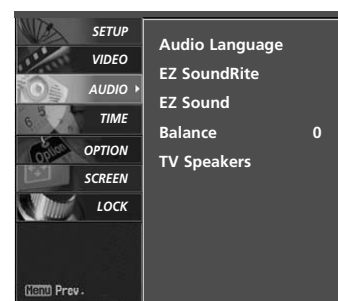 SETUP
VIDEO
AUDIO
TIME
OPTION
SCREEN
LOCK
Menu Prev.
Audio Language
EZ SoundRite
EZ Sound
Balance 0
TV Speakers